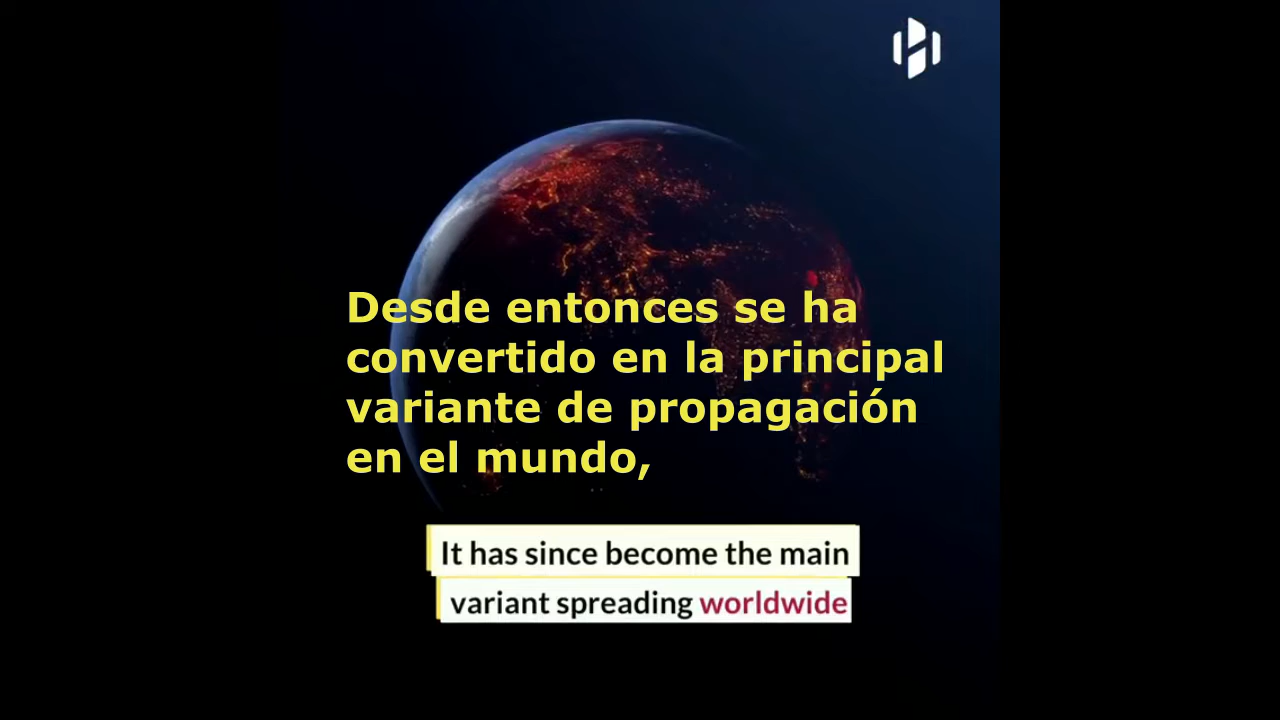 Desde entonces se ha
convertido en la principal
variante de propagación
en el mundo,
It has since become the main
variant spreading worldwide